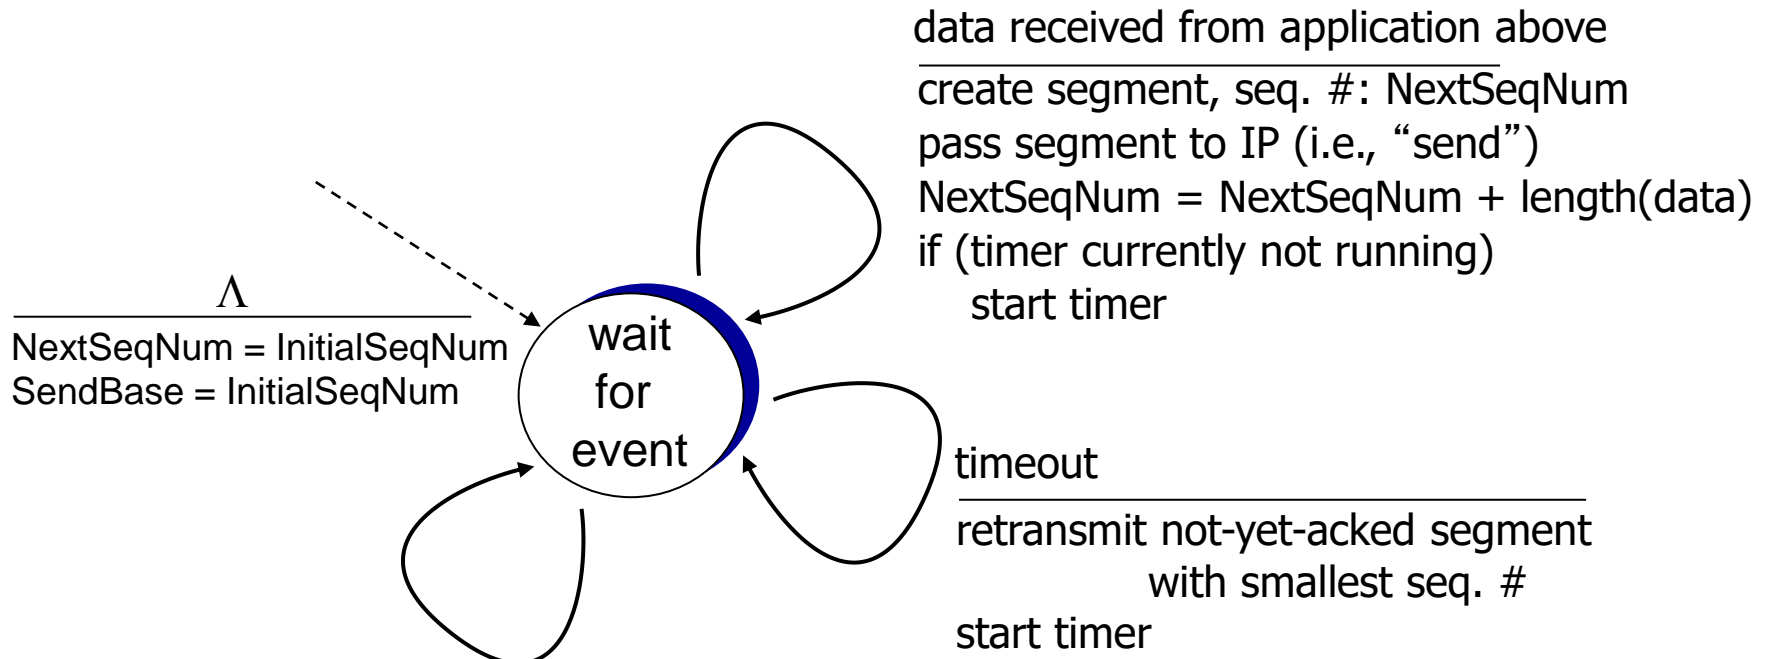 data received from application above
create segment, seq. #: NextSeqNum
pass segment to IP (i.e., “send”)
NextSeqNum = NextSeqNum + length(data)
if (timer currently not running)
start timer
Λ
NextSeqNum = InitialSeqNum
SendBase = InitialSeqNum
wait
for
event
timeout
retransmit not-yet-acked segment
with smallest seq. #
start timer